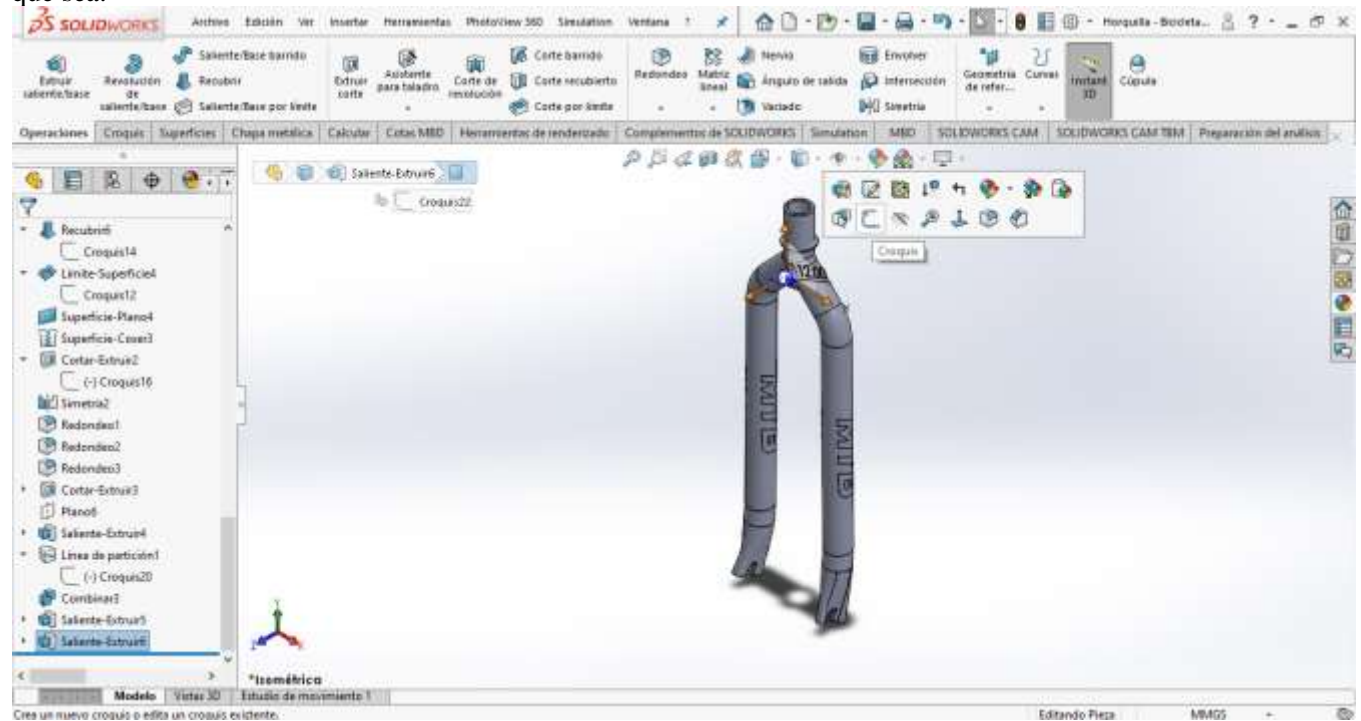 que sea.
SOLIDWORKS Archivo Edición Ver Insertar Herramientas PhotoView 360 Simulation Ventana ? Horquilla - Bicicleta...
Extruir saliente/base
Revolución de saliente/base
Saliente/Base barrido
Recubrir
Saliente/Base por límite
Extruir corte
Asistente para taladro
Corte de revolución
Corte barrido
Corte recubierto
Corte por límite
Redondeo
Matriz lineal
Nervio
Ángulo de salida
Vaciado
Envolver
Intersección
Simetría
Geometría de refer...
Curvas
Instant 3D
Cúpula
Operaciones Croquis Superficies Chapa metálica Calcular Cotas MBD Herramientas de renderizado Complementos de SOLIDWORKS Simulation MBD SOLIDWORKS CAM SOLIDWORKS CAM TBM Preparación del análisis
Saliente-Extruir6
Croquis22
Croquis
Croquis14
Límite-Superficie4
Croquis12
Superficie-Plano4
Cortar-Extruir2
(-) Croquis16
Simetría2
Redondeo1
Redondeo2
Redondeo3
Cortar-Extruir3
Plano6
Saliente-Extruir4
Línea de partición1
(-) Croquis20
Combinar3
Saliente-Extruir5
Saliente-Extruir6
MTB
MTB
*Isométrica
Modelo Vistas 3D Estudio de movimiento 1
Crea un nuevo croquis o edita un croquis existente.
Editando Pieza MMGS